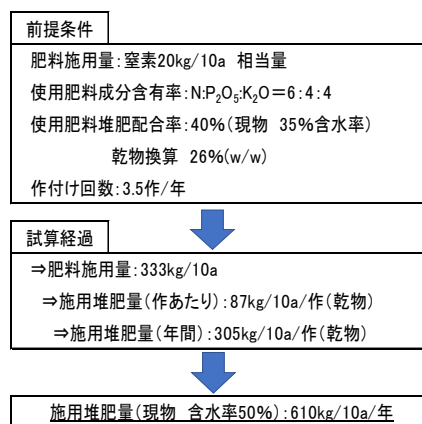 前提条件
肥料施用量:窒素20kg/10a 相当量
使用肥料成分含有率:N:P₂O₅:K₂O=6:4:4
使用肥料堆肥配合率:40%(現物 35%含水率)
乾物換算 26%(w/w)
作付け回数:3.5作/年
試算経過
⇒肥料施用量:333kg/10a
⇒施用堆肥量(作あたり):87kg/10a/作(乾物)
⇒施用堆肥量(年間):305kg/10a/作(乾物)
施用堆肥量(現物 含水率50%):610kg/10a/年